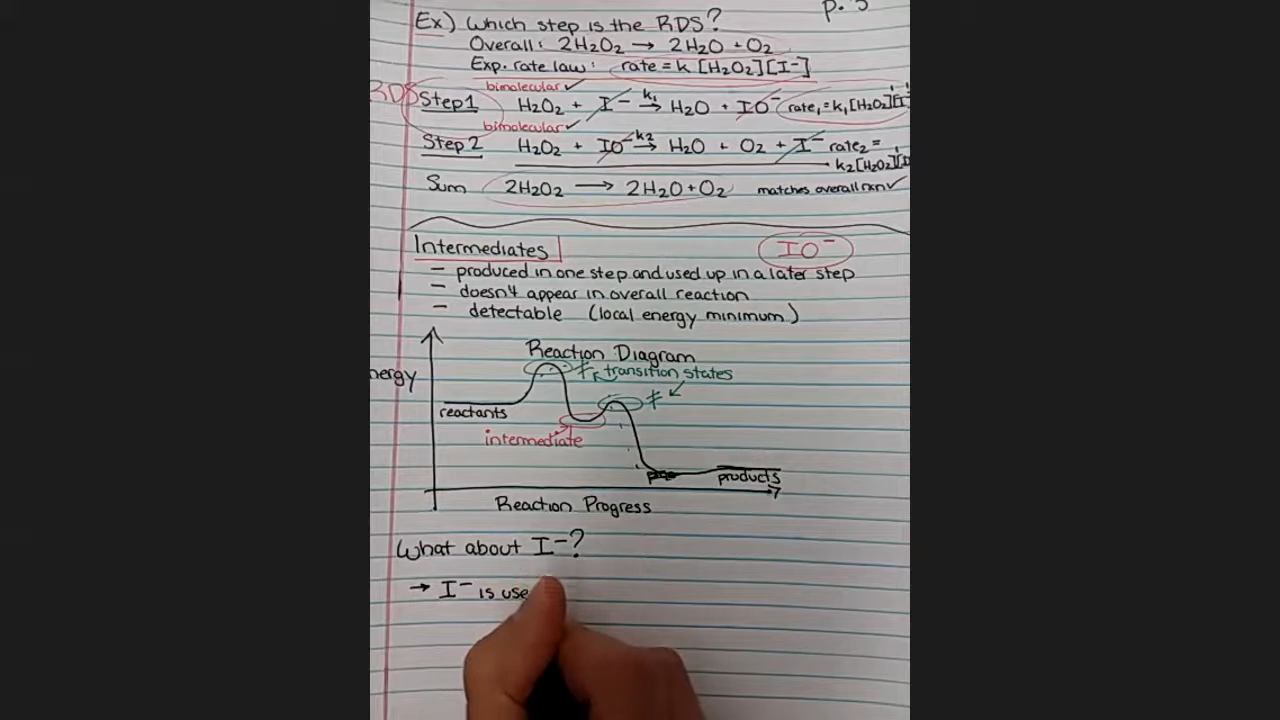 p. 3
Ex) Which step is the RDS?
Overall: 2H₂O₂ → 2H₂O + O₂
Exp. rate law: rate = k [H₂O₂][I⁻]
bimolecular ✓
RDS Step 1 H₂O₂ + I⁻ →k₁ H₂O + IO⁻ rate₁ = k₁[H₂O₂]¹[I
bimolecular ✓
Step 2 H₂O₂ + IO⁻ →k₂ H₂O + O₂ + I⁻ rate₂ =
k₂[H₂O₂]¹[I
Sum 2H₂O₂ → 2H₂O + O₂ matches overall rxn ✓
Intermediates IO⁻
- produced in one step and used up in a later step
- doesn't appear in overall reaction
- detectable (local energy minimum)
Reaction Diagram
nergy ‡ transition states
‡
reactants
intermediate
products
Reaction Progress
What about I⁻?
→ I⁻ is use